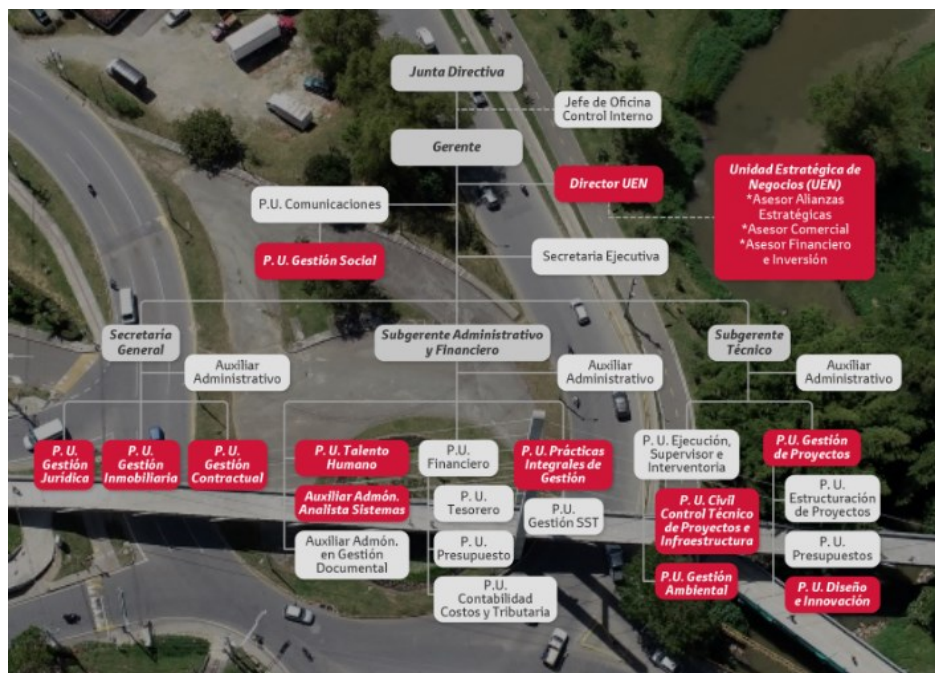 Junta Directiva
Jefe de Oficina
Control Interno
Gerente
Director UEN
Unidad Estratégica de
Negocios (UEN)
*Asesor Alianzas
Estratégicas
*Asesor Comercial
*Asesor Financiero
e Inversión
P.U. Comunicaciones
P. U. Gestión Social
Secretaria Ejecutiva
Secretaría
General
Auxiliar
Administrativo
Subgerente Administrativo
y Financiero
Auxiliar
Administrativo
Subgerente
Técnico
Auxiliar
Administrativo
P. U.
Gestión
Jurídica
P. U.
Gestión
Inmobiliaria
P. U.
Gestión
Contractual
P. U. Talento
Humano
Auxiliar Admón.
Analista Sistemas
Auxiliar Admón.
en Gestión
Documental
P.U.
Financiero
P. U.
Tesorero
P. U.
Presupuesto
P.U.
Contabilidad
Costos y Tributaria
P. U. Prácticas
Integrales de
Gestión
P.U.
Gestión SST
P. U. Ejecución,
Supervisor e
Interventoria
P. U. Civíl
Control Técnico
de Proyectos e
Infraestructura
P.U. Gestión
Ambiental
P.U. Gestión
de Proyectos
P. U.
Estructuración
de Proyectos
P. U.
Presupuestos
P. U. Diseño
e Innovación